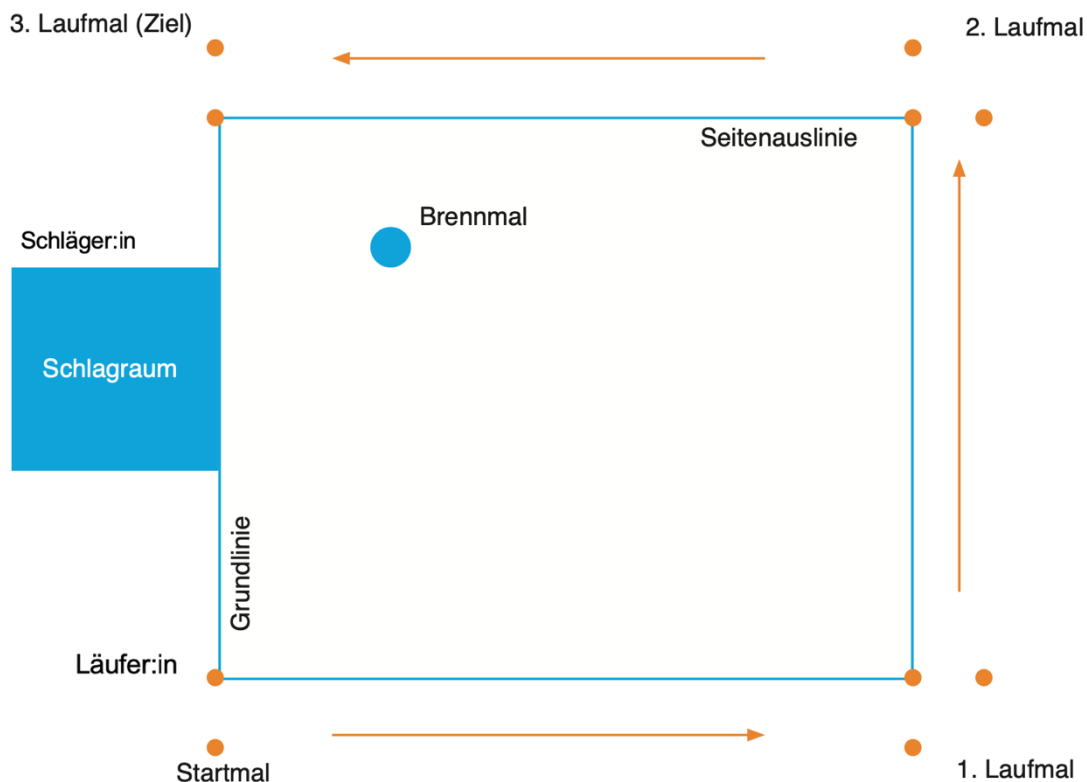 3. Laufmal (Ziel)
2. Laufmal
Seitenauslinie
Brennmal
Schläger:in
Schlagraum
Grundlinie
Läufer:in
Startmal
1. Laufmal